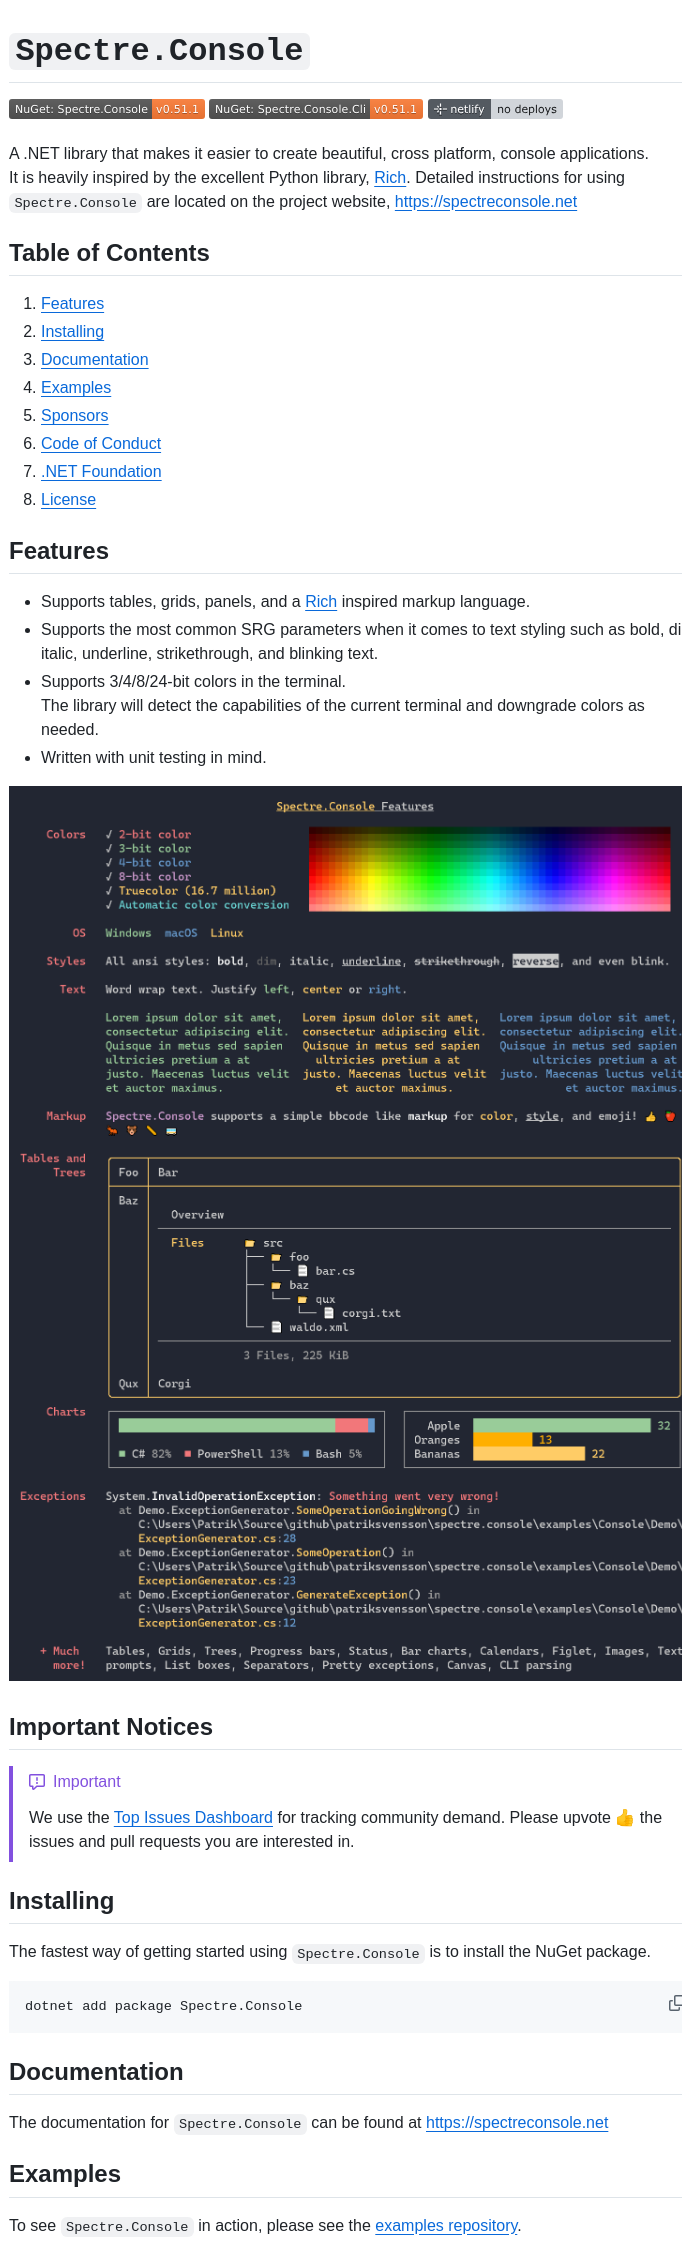 Spectre.Console
NuGet: Spectre.Console v0.51.1 NuGet: Spectre.Console.Cli v0.51.1 netlify no deploys
A .NET library that makes it easier to create beautiful, cross platform, console applications.
It is heavily inspired by the excellent Python library, Rich. Detailed instructions for using
Spectre.Console are located on the project website, https://spectreconsole.net
Table of Contents
1. Features
2. Installing
3. Documentation
4. Examples
5. Sponsors
6. Code of Conduct
7. .NET Foundation
8. License
Features
• Supports tables, grids, panels, and a Rich inspired markup language.
• Supports the most common SRG parameters when it comes to text styling such as bold, di
italic, underline, strikethrough, and blinking text.
• Supports 3/4/8/24-bit colors in the terminal.
The library will detect the capabilities of the current terminal and downgrade colors as
needed.
• Written with unit testing in mind.
Spectre.Console Features
Colors √ 2-bit color
√ 3-bit color
√ 4-bit color
√ 8-bit color
√ Truecolor (16.7 million)
√ Automatic color conversion
OS Windows macOS Linux
Styles All ansi styles: bold, dim, italic, underline, strikethrough, reverse, and even blink.
Text Word wrap text. Justify left, center or right.
Lorem ipsum dolor sit amet, Lorem ipsum dolor sit amet, Lorem ipsum dolor sit amet,
consectetur adipiscing elit. consectetur adipiscing elit. consectetur adipiscing elit.
Quisque in metus sed sapien Quisque in metus sed sapien Quisque in metus sed sapien
ultricies pretium a at ultricies pretium a at ultricies pretium a at
justo. Maecenas luctus velit justo. Maecenas luctus velit justo. Maecenas luctus velit
et auctor maximus. et auctor maximus. et auctor maximus.
Markup Spectre.Console supports a simple bbcode like markup for color, style, and emoji! 👍 🍎
🐜 🐻
Tables and
Trees Foo Bar
Baz
Overview
Files src
foo
bar.cs
baz
qux
corgi.txt
waldo.xml
3 Files, 225 KiB
Qux Corgi
Charts
Apple 32
C# 82% PowerShell 13% Bash 5% Oranges 13
Bananas 22
Exceptions System.InvalidOperationException: Something went very wrong!
at Demo.ExceptionGenerator.SomeOperationGoingWrong() in
C:\Users\Patrik\Source\github\patriksvensson\spectre.console\examples\Console\Demo\
ExceptionGenerator.cs:28
at Demo.ExceptionGenerator.SomeOperation() in
C:\Users\Patrik\Source\github\patriksvensson\spectre.console\examples\Console\Demo\
ExceptionGenerator.cs:23
at Demo.ExceptionGenerator.GenerateException() in
C:\Users\Patrik\Source\github\patriksvensson\spectre.console\examples\Console\Demo\
ExceptionGenerator.cs:12
+ Much Tables, Grids, Trees, Progress bars, Status, Bar charts, Calendars, Figlet, Images, Text
more! prompts, List boxes, Separators, Pretty exceptions, Canvas, CLI parsing
Important Notices
Important
We use the Top Issues Dashboard for tracking community demand. Please upvote 👍 the
issues and pull requests you are interested in.
Installing
The fastest way of getting started using Spectre.Console is to install the NuGet package.
dotnet add package Spectre.Console
Documentation
The documentation for Spectre.Console can be found at https://spectreconsole.net
Examples
To see Spectre.Console in action, please see the examples repository.